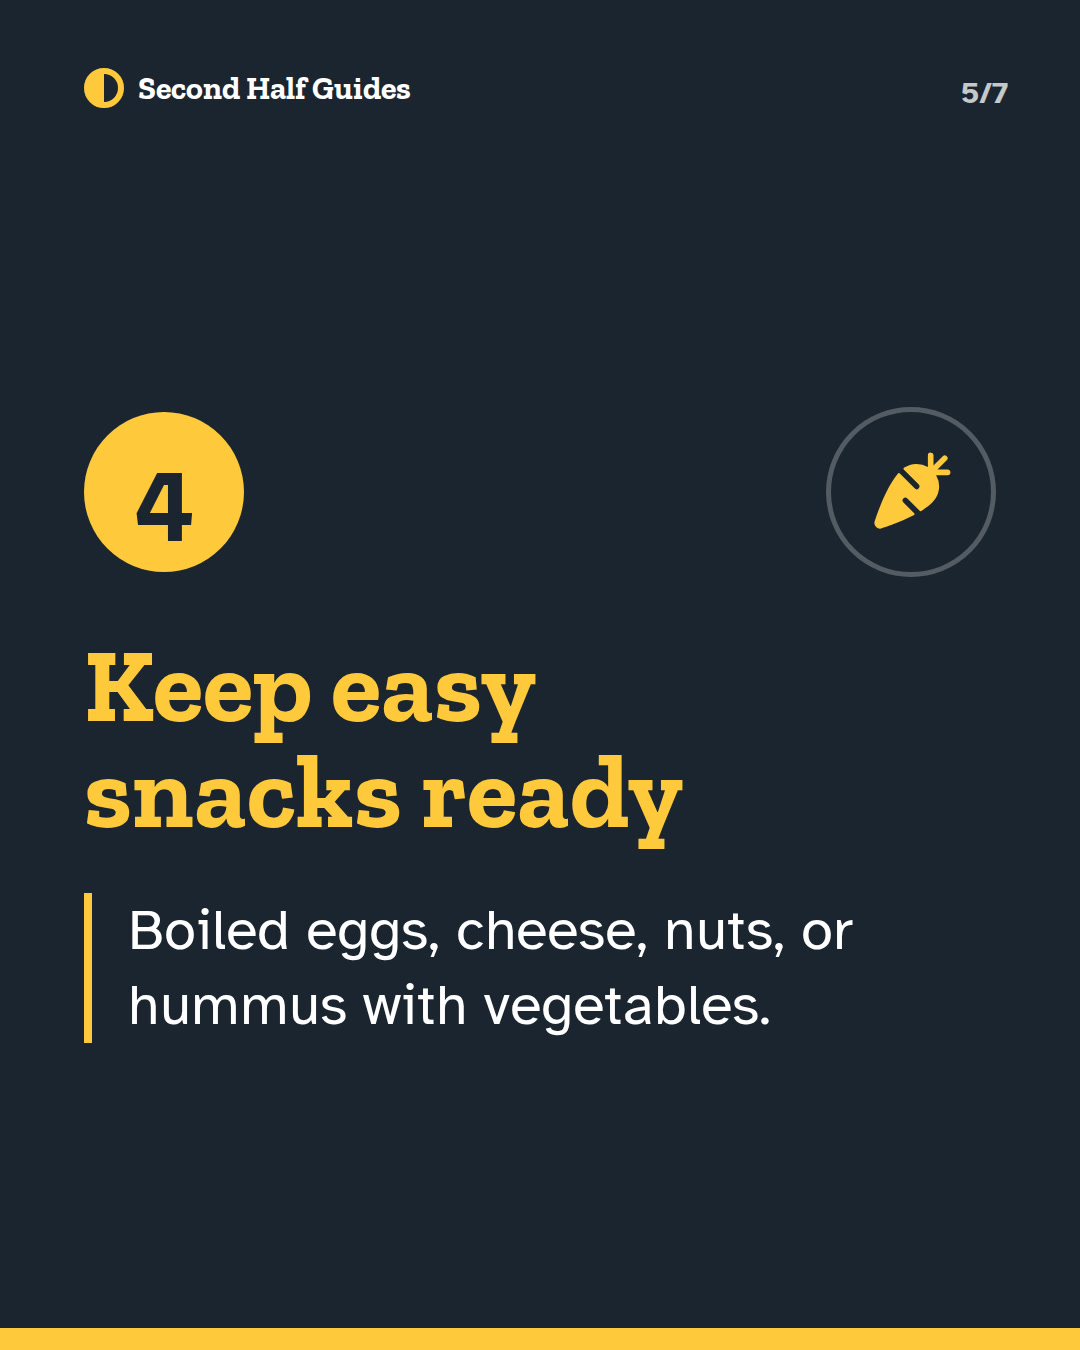 Second Half Guides
5/7
4
Keep easy
snacks ready
Boiled eggs, cheese, nuts, or
hummus with vegetables.